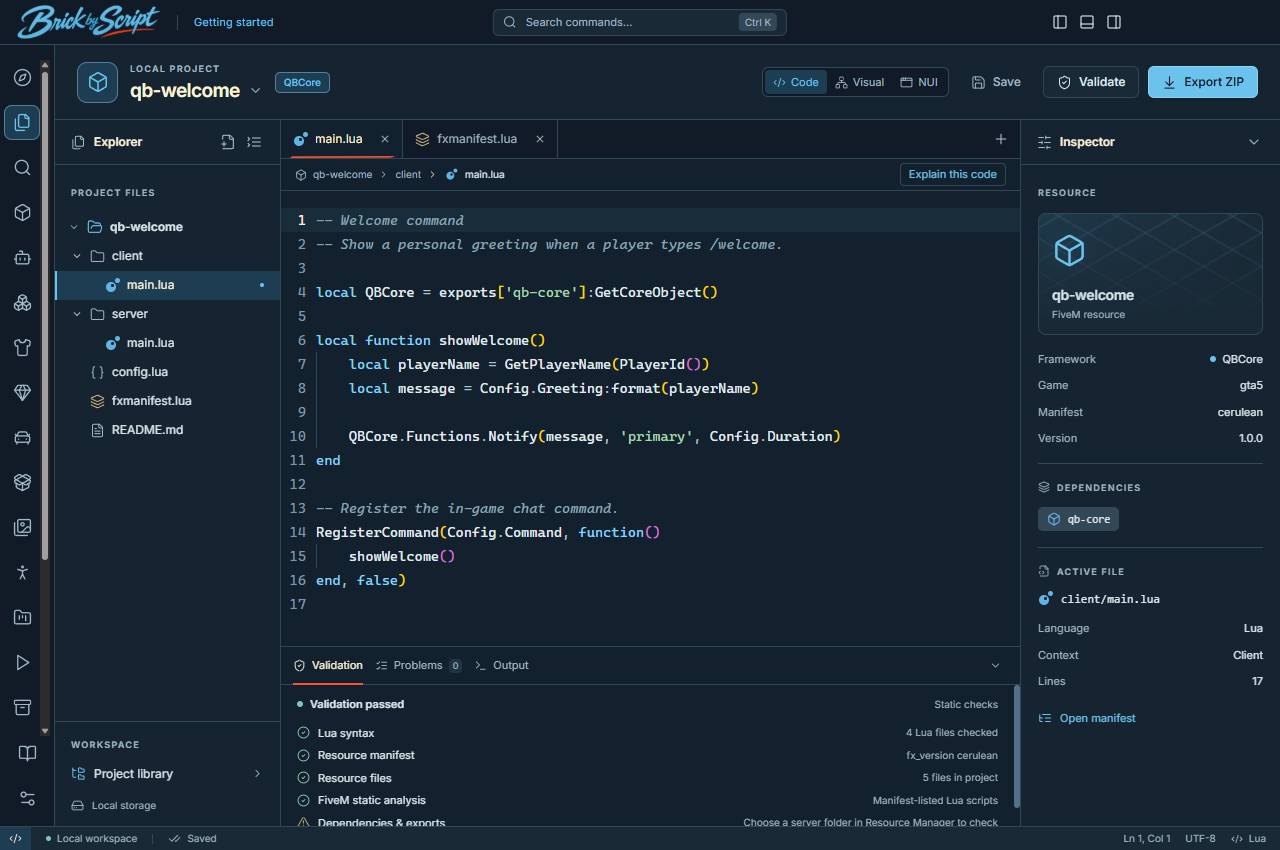 Brick by Script
Getting started
Search commands...
Ctrl K
LOCAL PROJECT
qb-welcome
QBCore
</> Code
Visual
NUI
Save
Validate
Export ZIP
Explorer
PROJECT FILES
qb-welcome
client
main.lua
server
main.lua
{ } config.lua
fxmanifest.lua
README.md
WORKSPACE
Project library
Local storage
main.lua
fxmanifest.lua
qb-welcome > client > main.lua
Explain this code
1 -- Welcome command
2 -- Show a personal greeting when a player types /welcome.
3
4 local QBCore = exports['qb-core']:GetCoreObject()
5
6 local function showWelcome()
7     local playerName = GetPlayerName(PlayerId())
8     local message = Config.Greeting:format(playerName)
9
10     QBCore.Functions.Notify(message, 'primary', Config.Duration)
11 end
12
13 -- Register the in-game chat command.
14 RegisterCommand(Config.Command, function()
15     showWelcome()
16 end, false)
17
Validation
Problems 0
Output
Validation passed
Static checks
Lua syntax
4 Lua files checked
Resource manifest
fx_version cerulean
Resource files
5 files in project
FiveM static analysis
Manifest-listed Lua scripts
Dependencies & exports
Choose a server folder in Resource Manager to check
Inspector
RESOURCE
qb-welcome
FiveM resource
Framework
QBCore
Game
gta5
Manifest
cerulean
Version
1.0.0
DEPENDENCIES
qb-core
ACTIVE FILE
client/main.lua
Language
Lua
Context
Client
Lines
17
Open manifest
</>
Local workspace
Saved
Ln 1, Col 1
UTF-8
</> Lua